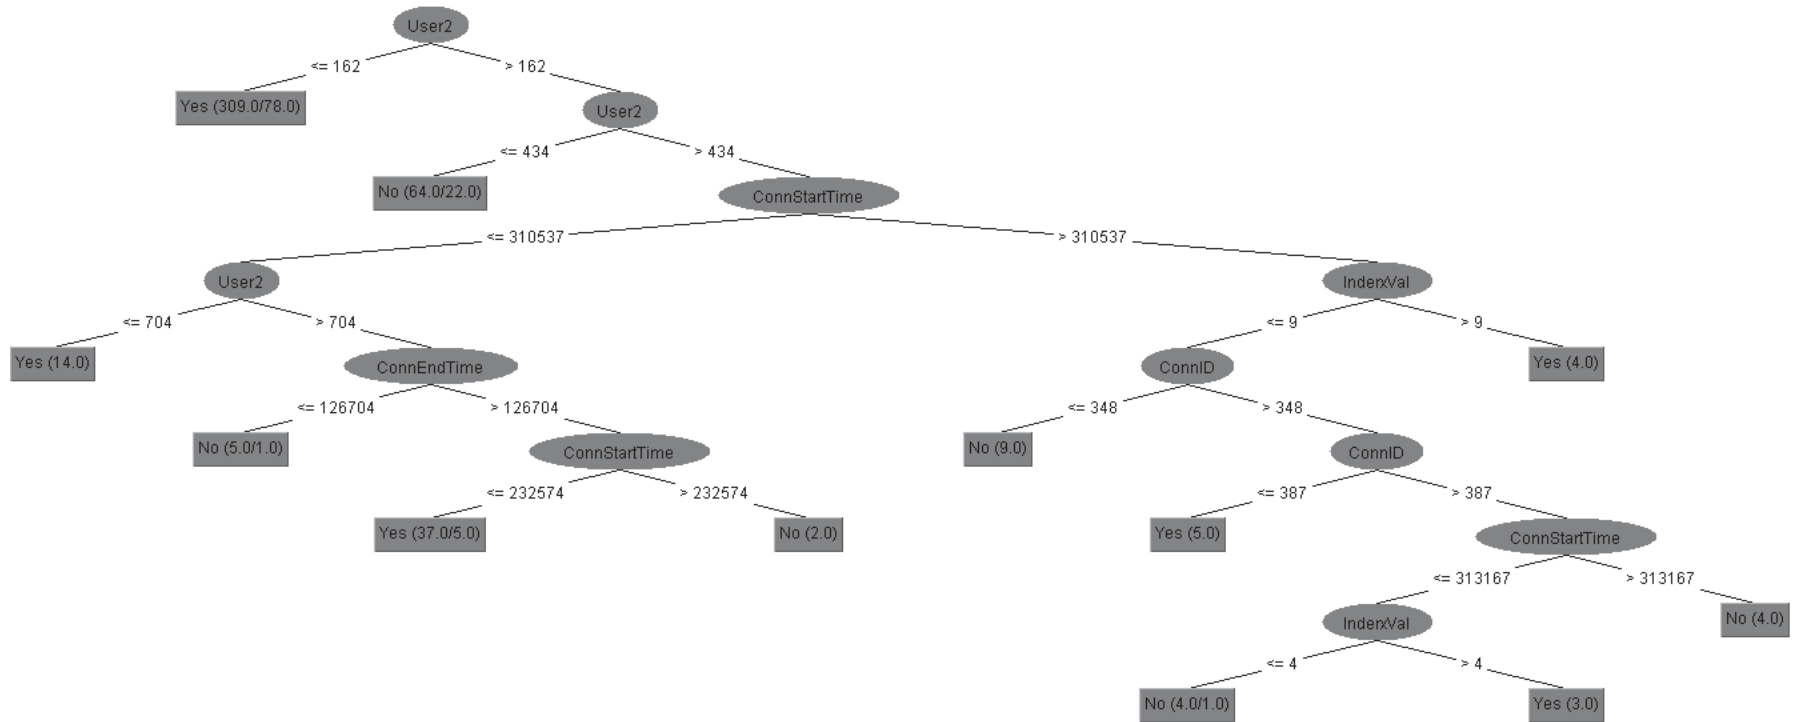 User2
<= 162
> 162
Yes (309.0/78.0)
User2
<= 434
> 434
No (64.0/22.0)
ConnStartTime
<= 310537
> 310537
User2
IndexVal
<= 704
> 704
<= 9
> 9
Yes (14.0)
ConnEndTime
ConnID
Yes (4.0)
<= 126704
> 126704
<= 348
> 348
No (5.0/1.0)
ConnStartTime
No (9.0)
ConnID
<= 232574
> 232574
<= 387
> 387
Yes (37.0/5.0)
No (2.0)
Yes (5.0)
ConnStartTime
<= 313167
> 313167
IndexVal
No (4.0)
<= 4
> 4
No (4.0/1.0)
Yes (3.0)